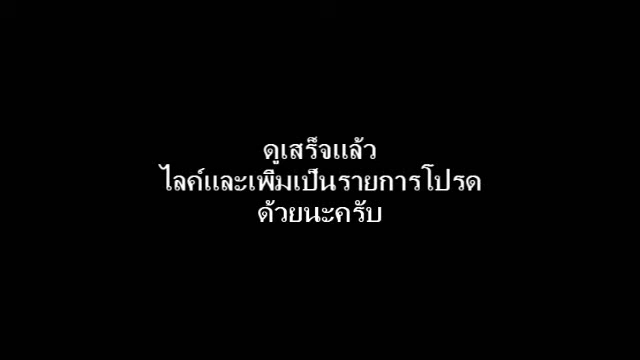 ดูเสร็จแล้ว
ไลค์และเพิ่มเป็นรายการโปรด
ด้วยนะครับ